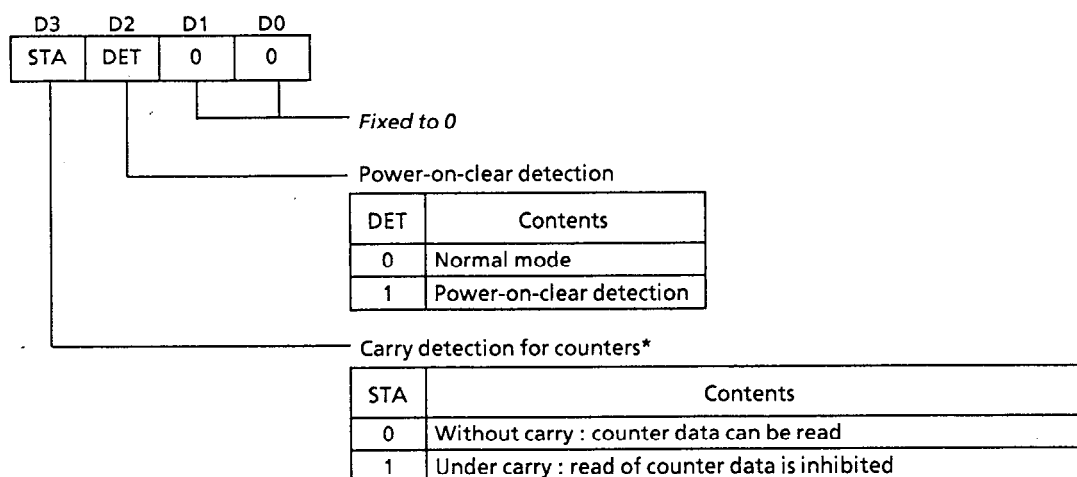 D3 D2 D1 D0
STA DET 0 0
Fixed to 0
Power-on-clear detection
DET Contents
0 Normal mode
1 Power-on-clear detection
Carry detection for counters*
STA Contents
0 Without carry : counter data can be read
1 Under carry : read of counter data is inhibited